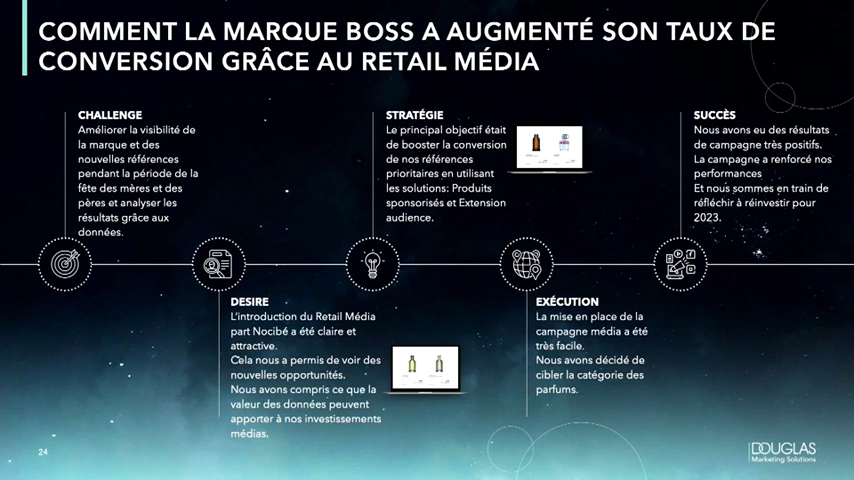 COMMENT LA MARQUE BOSS A AUGMENTÉ SON TAUX DE
CONVERSION GRÂCE AU RETAIL MÉDIA
CHALLENGE
Améliorer la visibilité de
la marque et des
nouvelles références
pendant la période de la
fête des mères et des
pères et analyser les
résultats grâce aux
données.
DESIRE
L'introduction du Retail Média
part Nocibé a été claire et
attractive.
Cela nous a permis de voir des
nouvelles opportunités.
Nous avons compris ce que la
valeur des données peuvent
apporter à nos investissements
médias.
STRATÉGIE
Le principal objectif était
de booster la conversion
de nos références
prioritaires en utilisant
les solutions: Produits
sponsorisés et Extension
audience.
EXÉCUTION
La mise en place de la
campagne média a été
très facile.
Nous avons décidé de
cibler la catégorie des
parfums.
SUCCÈS
Nous avons eu des résultats
de campagne très positifs.
La campagne a renforcé nos
performances
Et nous sommes en train de
réfléchir à réinvestir pour
2023.
24
DOUGLAS
Marketing Solutions